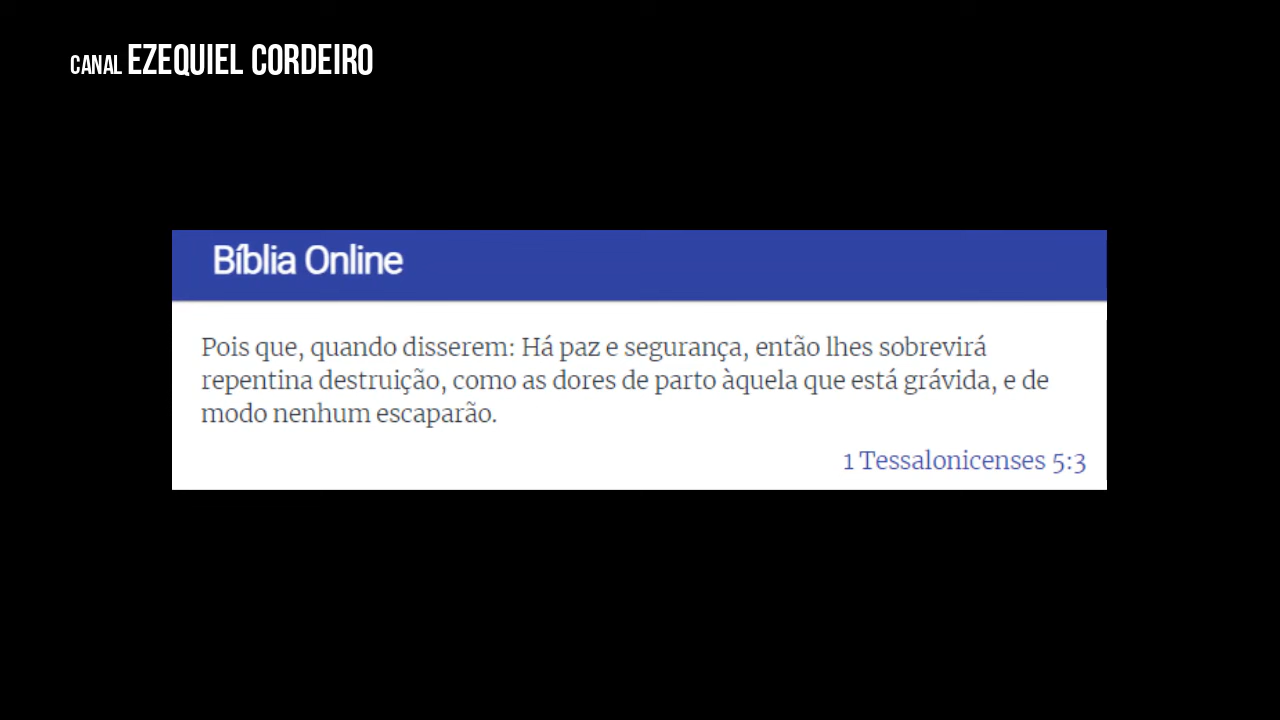 CANAL EZEQUIEL CORDEIRO
Bíblia Online
Pois que, quando disserem: Há paz e segurança, então lhes sobrevirá
repentina destruição, como as dores de parto àquela que está grávida, e de
modo nenhum escaparão.
1 Tessalonicenses 5:3